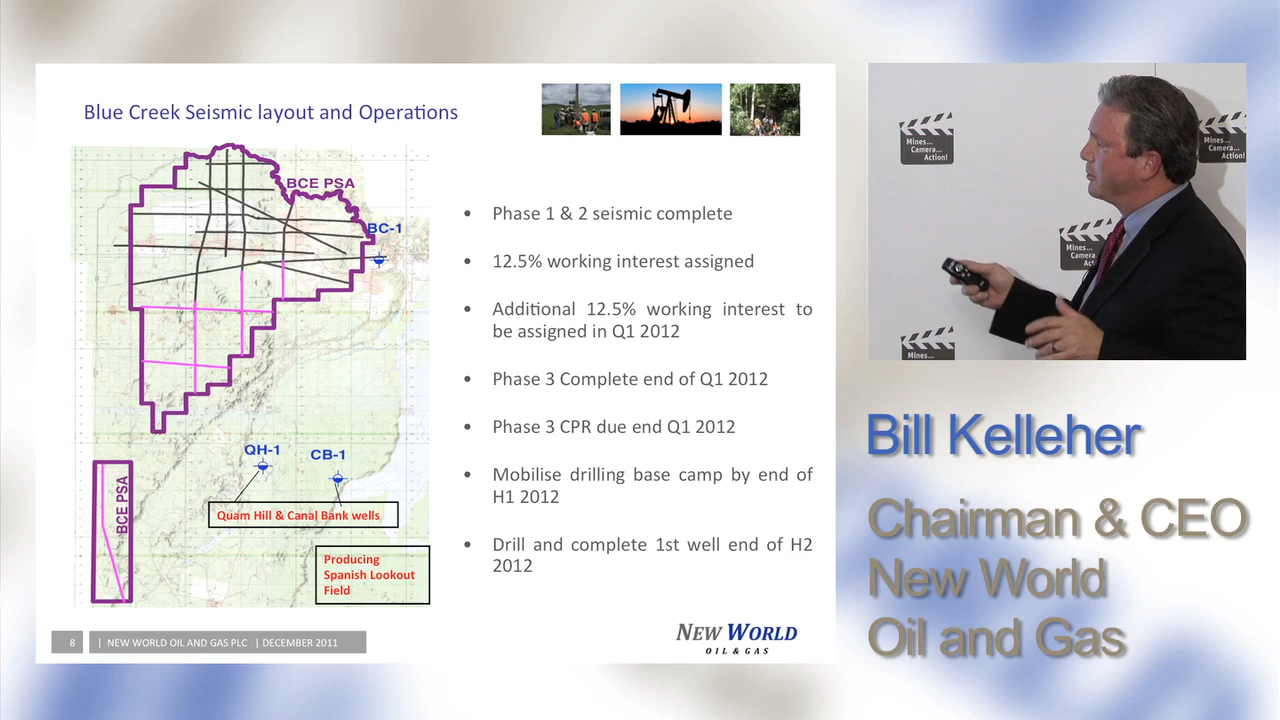 Blue Creek Seismic layout and Operations
BCE PSA
BC-1
QH-1
CB-1
Quam Hill & Canal Bank wells
BCE PSA
Producing
Spanish Lookout
Field
• Phase 1 & 2 seismic complete
• 12.5% working interest assigned
• Additional 12.5% working interest to
be assigned in Q1 2012
• Phase 3 Complete end of Q1 2012
• Phase 3 CPR due end Q1 2012
• Mobilise drilling base camp by end of
H1 2012
• Drill and complete 1st well end of H2
2012
8 | NEW WORLD OIL AND GAS PLC | DECEMBER 2011
NEW WORLD
OIL & GAS
Mines...
Camera...
Action!
Mines...
Camera...
Action!
Mines...
Camera...
Act
Mines...
Bill Kelleher
Chairman & CEO
New World
Oil and Gas